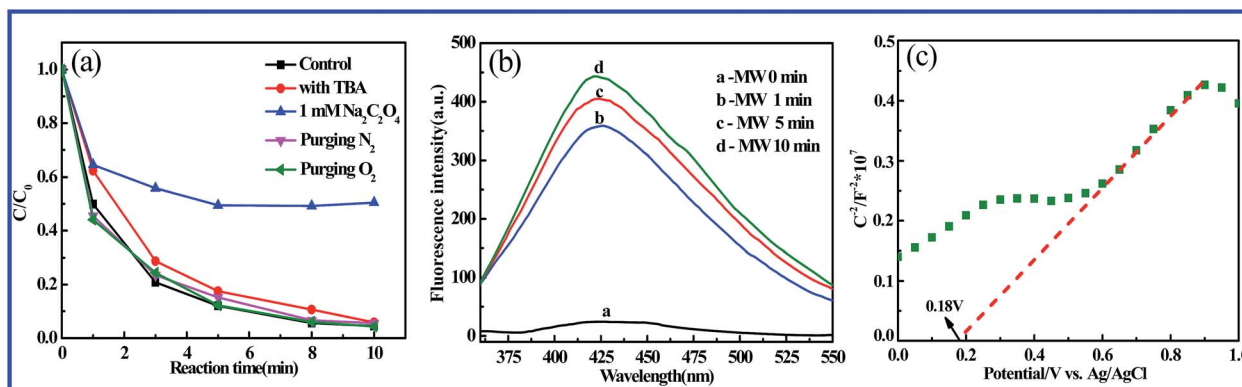 (a)
Control
with TBA
1 mM Na₂C₂O₄
Purging N₂
Purging O₂
C/C₀
1.0
0.8
0.6
0.4
0.2
0.0
0 2 4 6 8 10
Reaction time(min)
(b)
a -MW 0 min
b -MW 1 min
c - MW 5 min
d - MW 10 min
d
c
b
a
Fluorescence intensity(a.u.)
500
400
300
200
100
0
375 400 425 450 475 500 525 550
Wavelength(nm)
(c)
C⁻²/F⁻²*10⁷
0.5
0.4
0.3
0.2
0.1
0.0
0.18V
0.0 0.2 0.4 0.6 0.8 1.0
Potential/V vs. Ag/AgCl